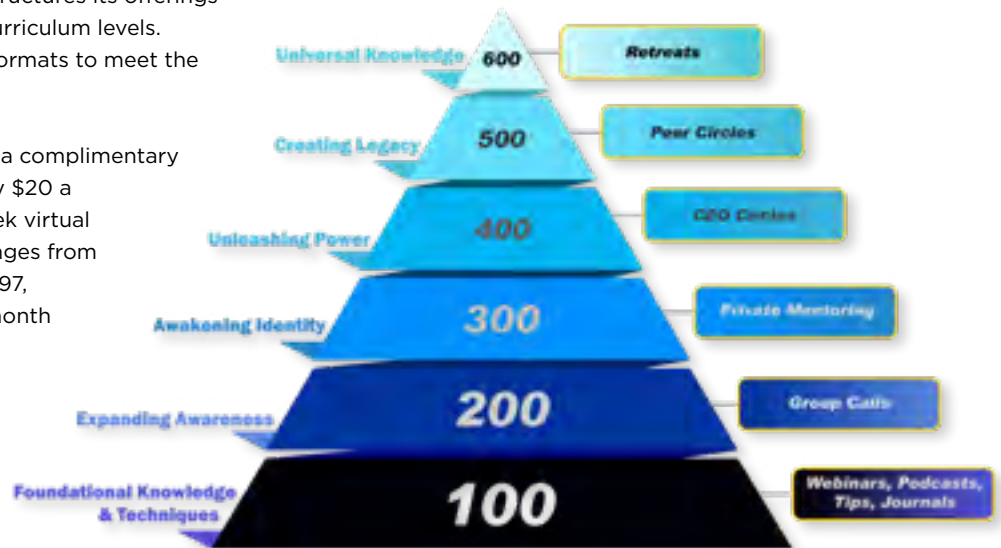 ructures its offerings
urriculum levels.
ormats to meet the
a complimentary
y $20 a
ek virtual
nges from
97,
nonth
Universal Knowledge
600
Retreats
Creating Legacy
500
Peer Circles
Unleashing Power
400
CEO Circles
Awakening Identity
300
Private Mentoring
Expanding Awareness
200
Group Calls
Foundational Knowledge
& Techniques
100
Webinars, Podcasts,
Tips, Journals